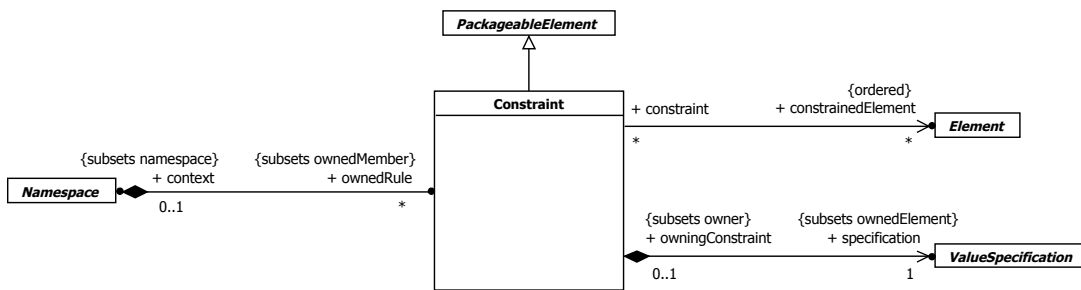 PackageableElement
Constraint
{ordered}
+ constraint
+ constrainedElement
Element
*
*
{subsets namespace}
{subsets ownedMember}
+ context
+ ownedRule
Namespace
0..1
*
{subsets owner}
{subsets ownedElement}
+ owningConstraint
+ specification
ValueSpecification
0..1
1